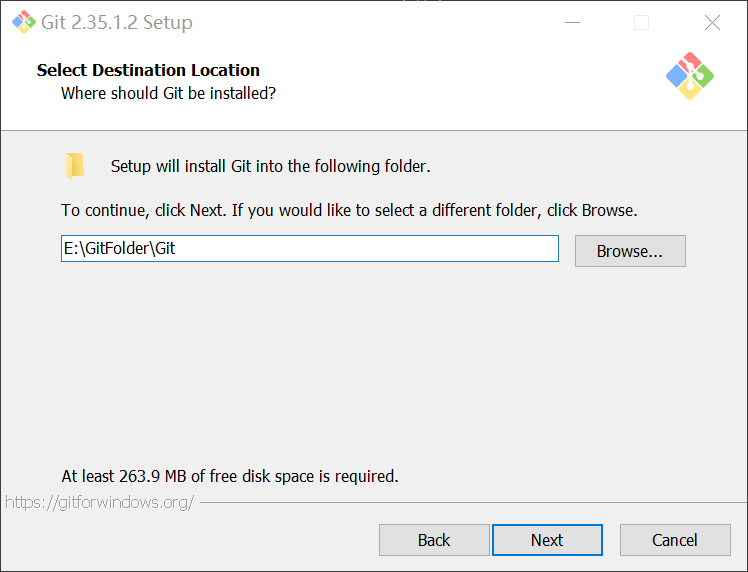 Git 2.35.1.2 Setup
Select Destination Location
Where should Git be installed?
Setup will install Git into the following folder.
To continue, click Next. If you would like to select a different folder, click Browse.
E:\GitFolder\Git
Browse...
At least 263.9 MB of free disk space is required.
https://gitforwindows.org/
Back
Next
Cancel